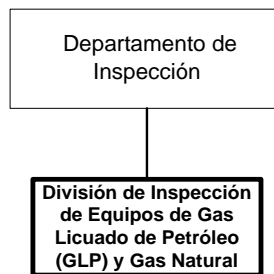 Departamento de
Inspección
División de Inspección
de Equipos de Gas
Licuado de Petróleo
(GLP) y Gas Natural